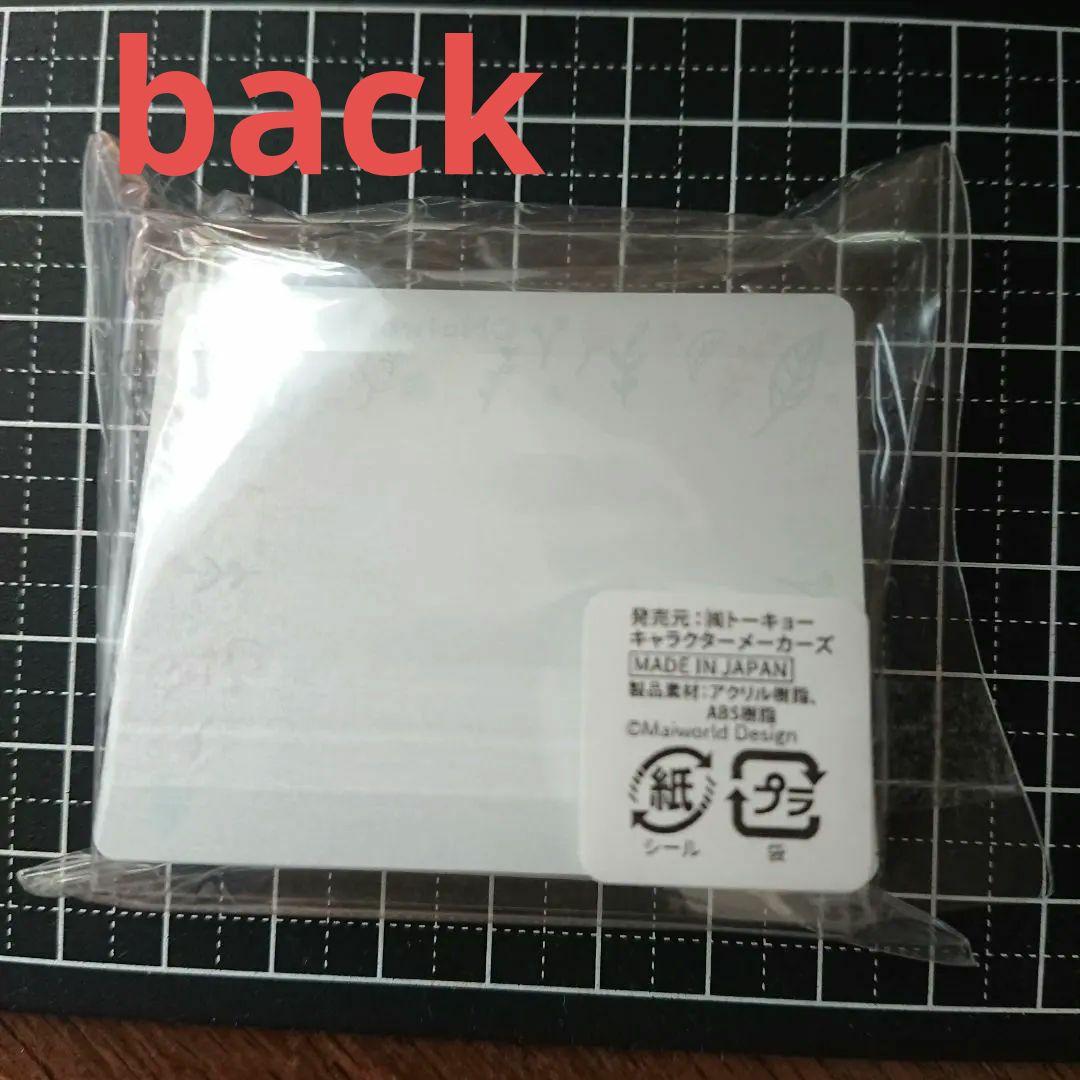 back
発売元：㈱トーキョー
キャラクターメーカーズ
MADE IN JAPAN
製品素材：アクリル樹脂、
ABS樹脂
©Maiworld Design
紙 プラ
シール 袋